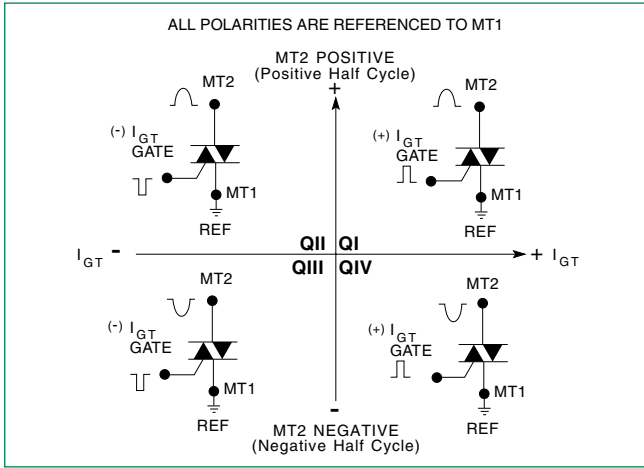 ALL POLARITIES ARE REFERENCED TO MT1
MT2 POSITIVE
(Positive Half Cycle)
+
MT2
(-) IGT
GATE
MT1
REF
MT2
(+) IGT
GATE
MT1
REF
IGT -
QII QI
QIII QIV
+ IGT
MT2
(-) IGT
GATE
MT1
REF
MT2
(+) IGT
GATE
MT1
REF
-
MT2 NEGATIVE
(Negative Half Cycle)